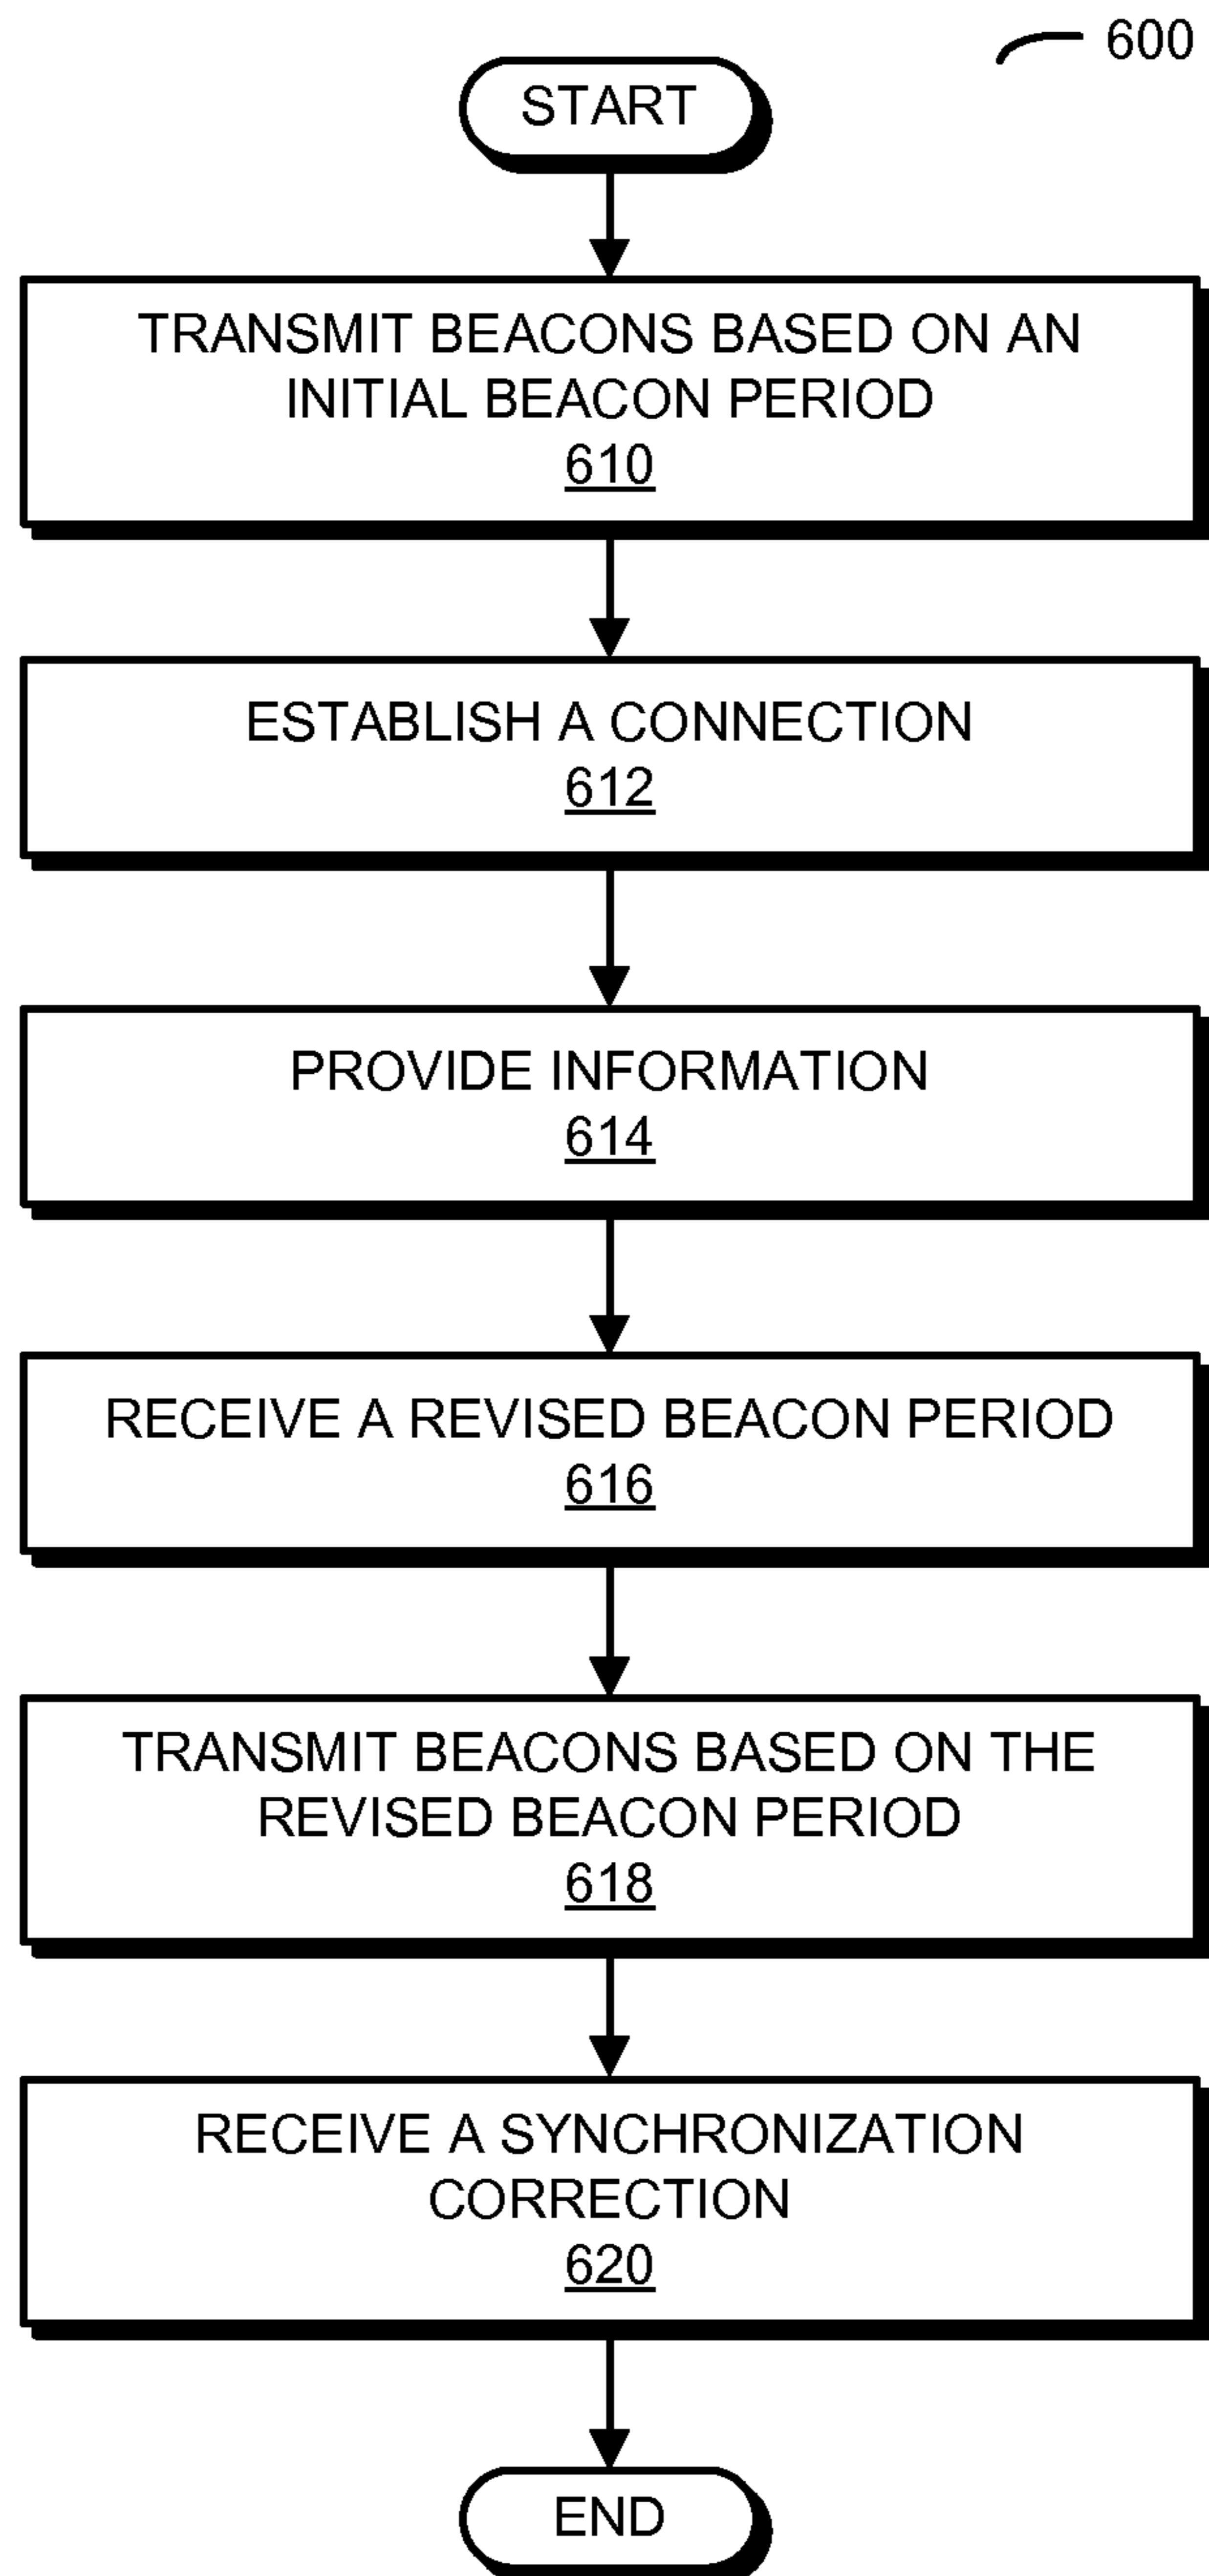 600
START
TRANSMIT BEACONS BASED ON AN
INITIAL BEACON PERIOD
610
ESTABLISH A CONNECTION
612
PROVIDE INFORMATION
614
RECEIVE A REVISED BEACON PERIOD
616
TRANSMIT BEACONS BASED ON THE
REVISED BEACON PERIOD
618
RECEIVE A SYNCHRONIZATION
CORRECTION
620
END